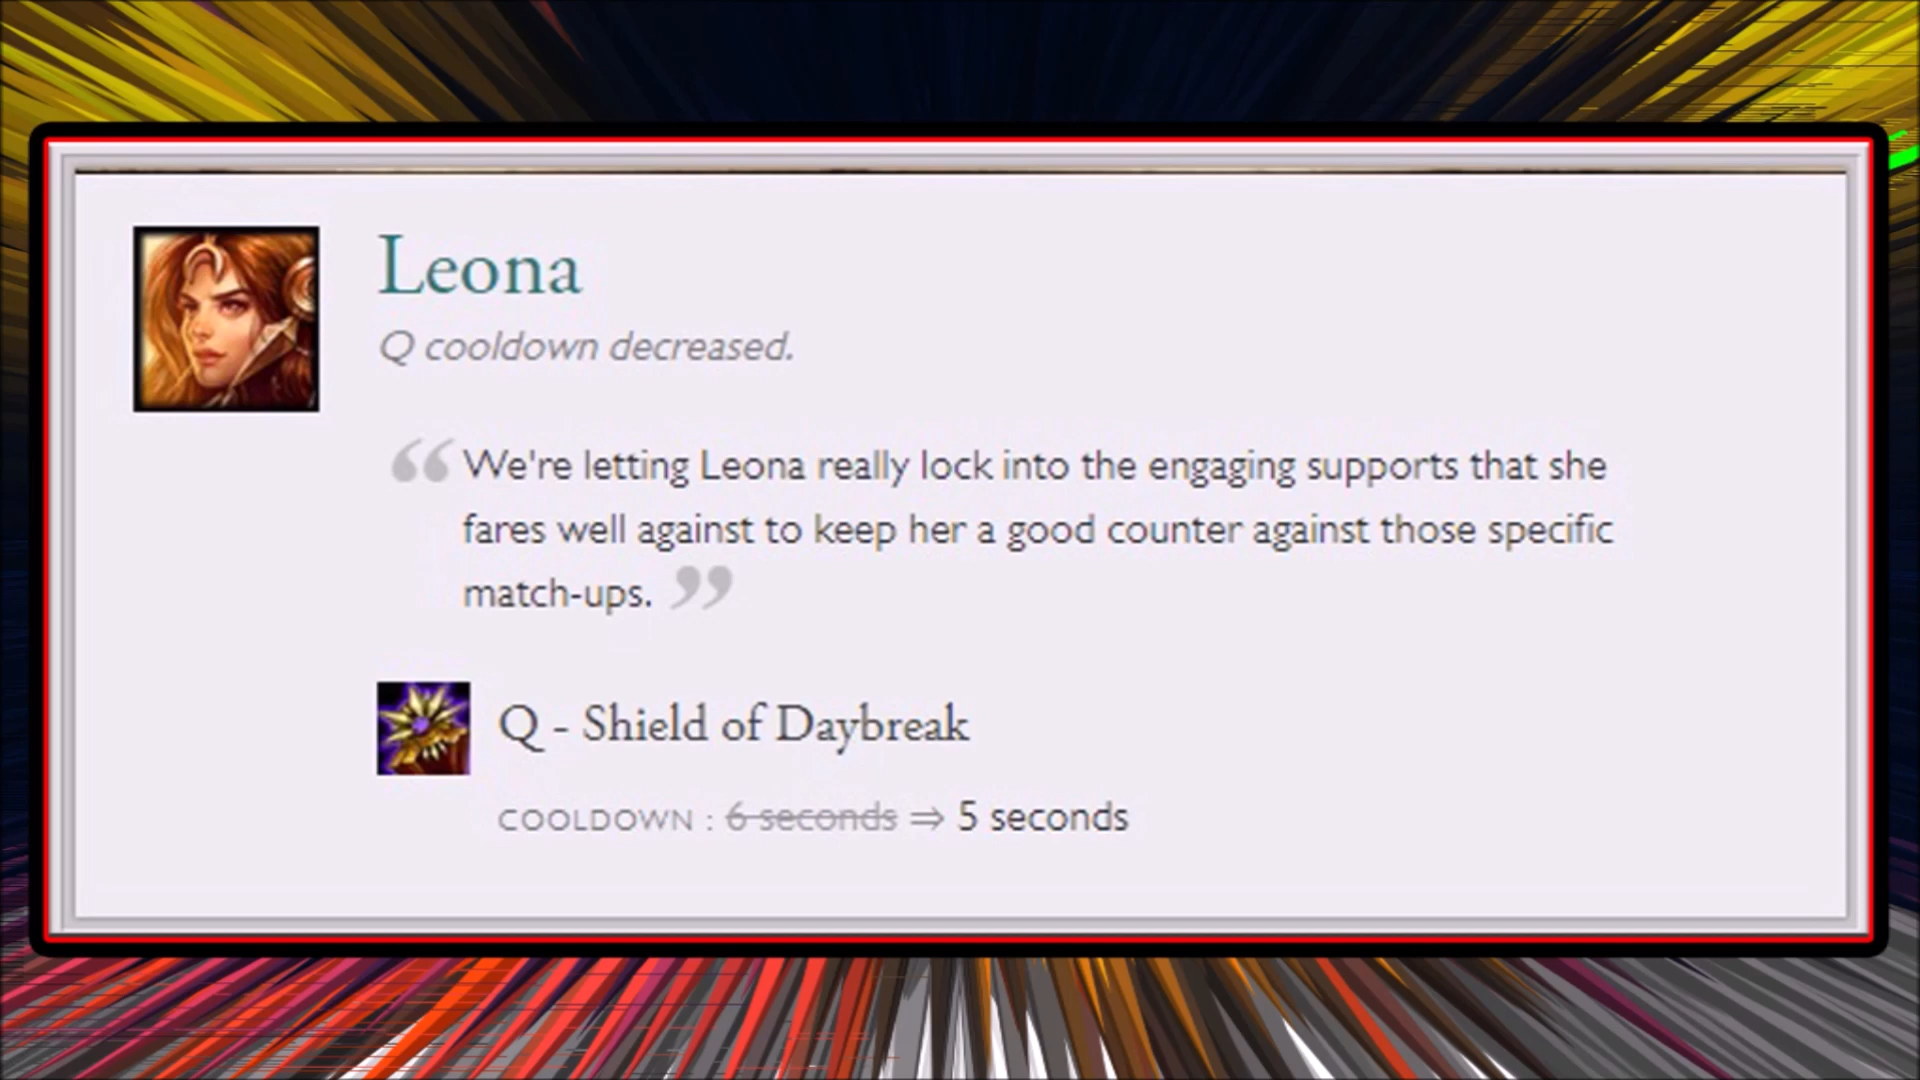 Leona
Q cooldown decreased.
“We're letting Leona really lock into the engaging supports that she
fares well against to keep her a good counter against those specific
match-ups. ”
Q - Shield of Daybreak
COOLDOWN : 6 seconds ⇒ 5 seconds